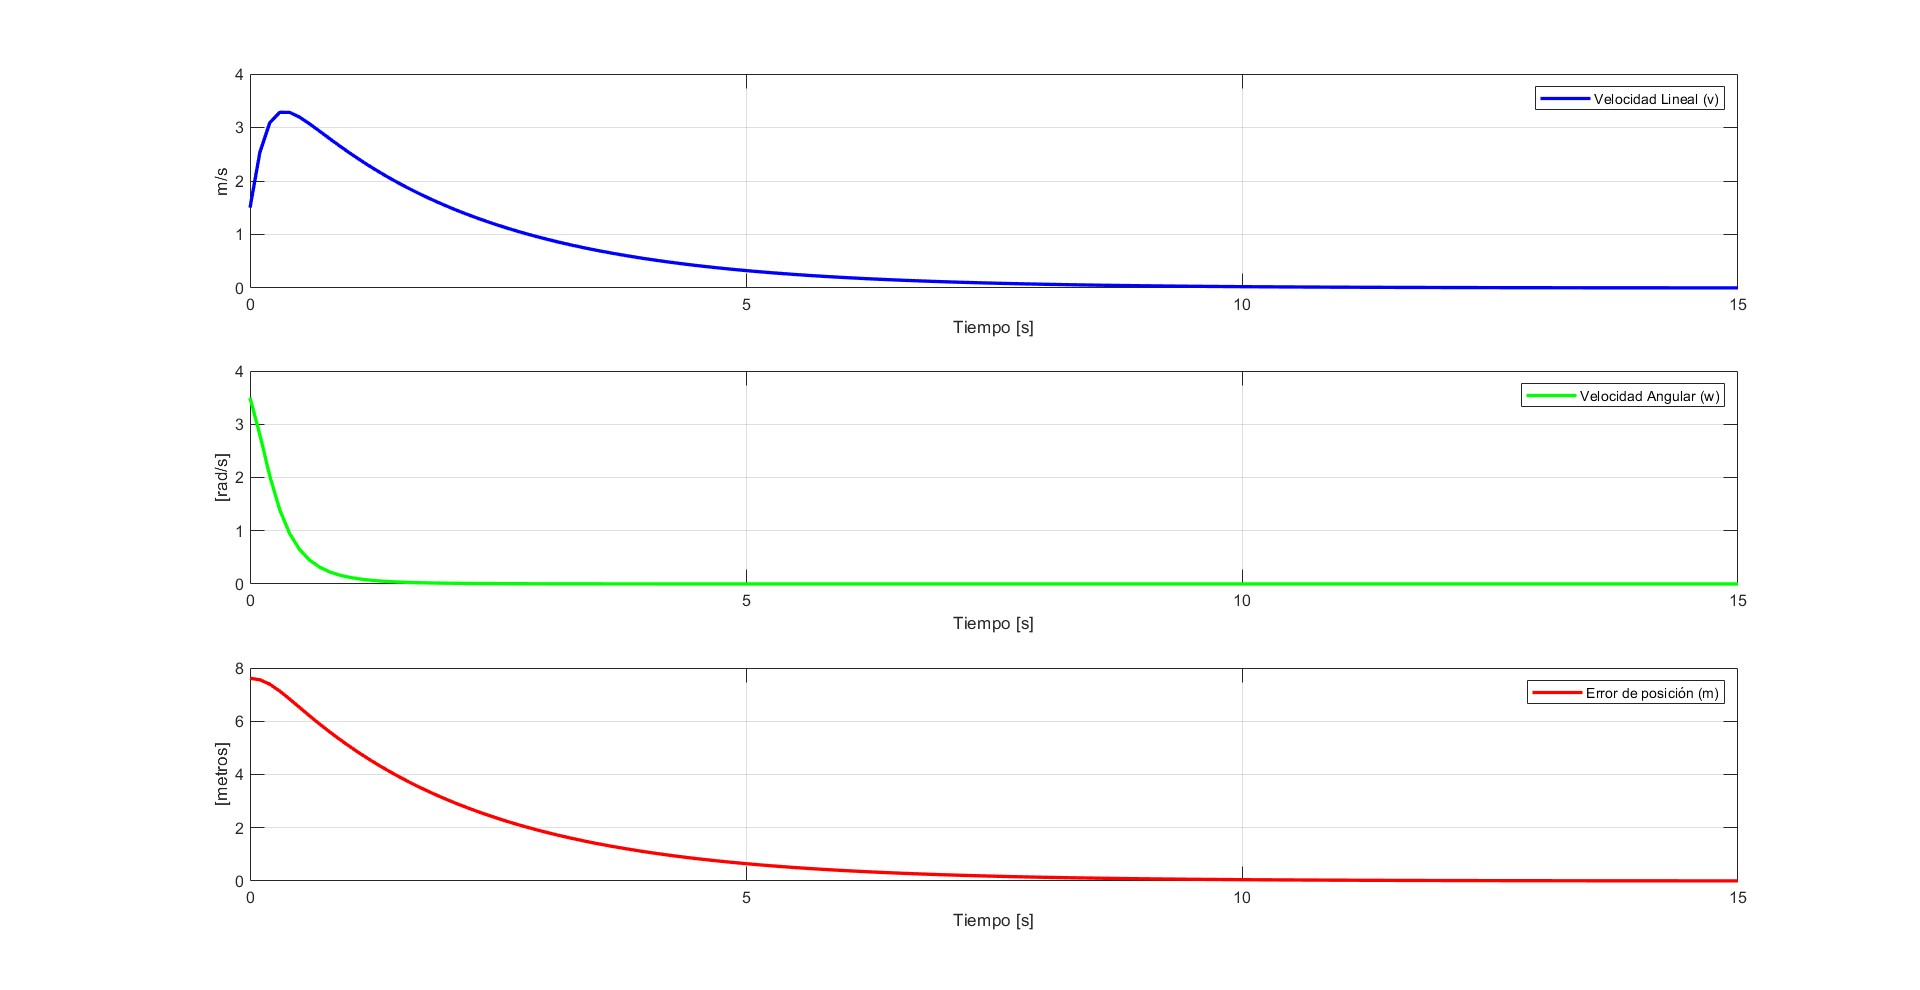 4
3
2
1
0
m/s
Velocidad Lineal (v)
0 5 10 15
Tiempo [s]
4
3
2
1
0
[rad/s]
Velocidad Angular (w)
0 5 10 15
Tiempo [s]
8
6
4
2
0
[metros]
Error de posición (m)
0 5 10 15
Tiempo [s]